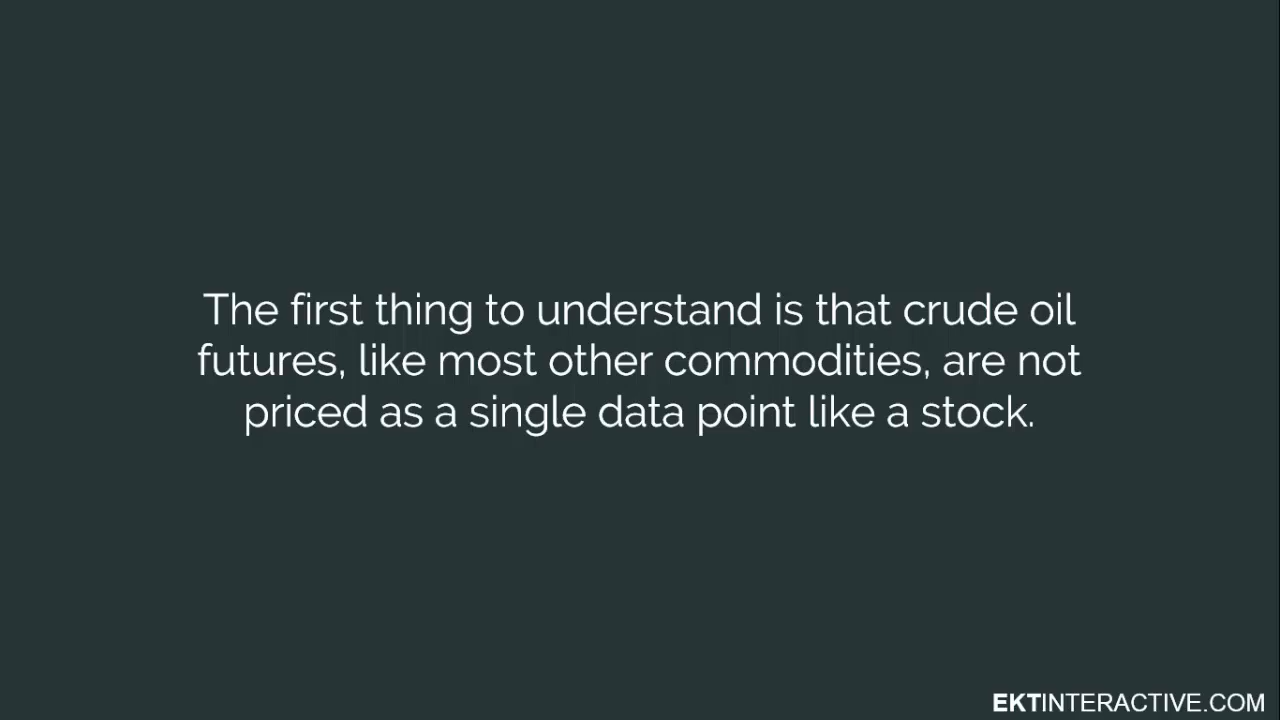 The first thing to understand is that crude oil
futures, like most other commodities, are not
priced as a single data point like a stock.
EKTINTERACTIVE.COM